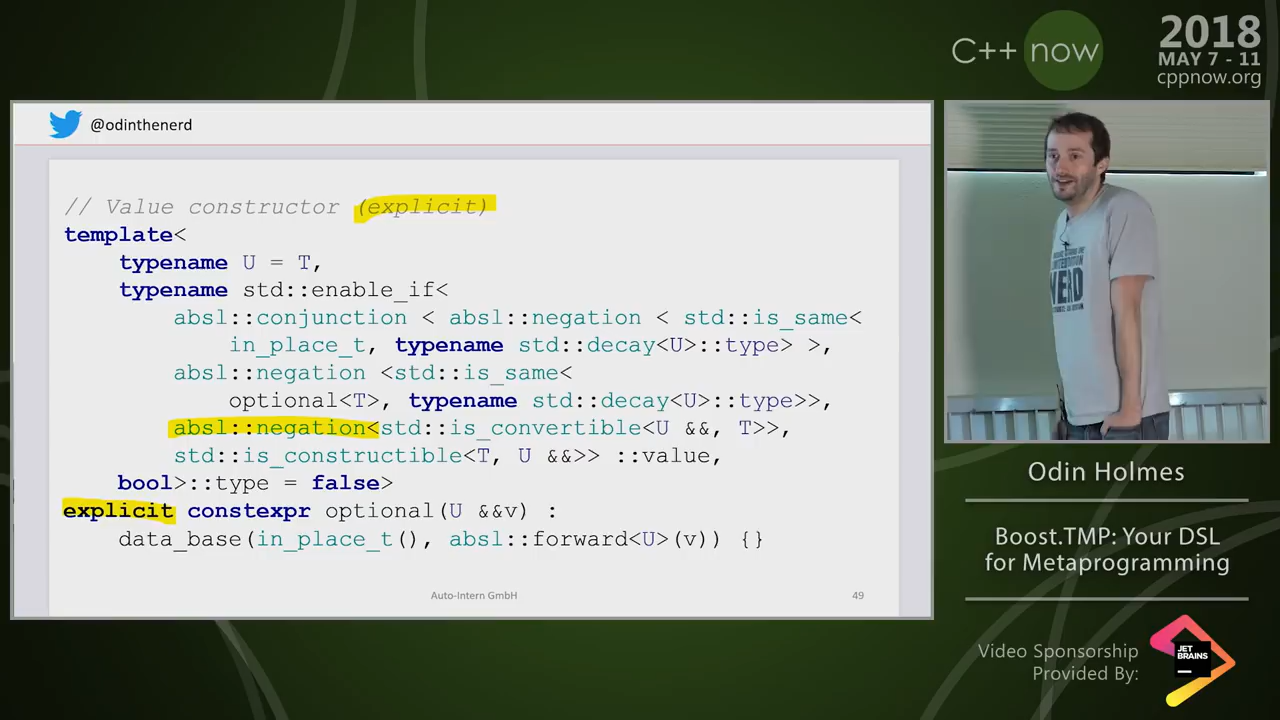 C++ now
2018
MAY 7 - 11
cppnow.org
@odinthenerd
// Value constructor (explicit)
template<
typename U = T,
typename std::enable_if<
absl::conjunction < absl::negation < std::is_same<
in_place_t, typename std::decay<U>::type> >,
absl::negation <std::is_same<
optional<T>, typename std::decay<U>::type>>,
absl::negation<std::is_convertible<U &&, T>>,
std::is_constructible<T, U &&>> ::value,
bool>::type = false>
explicit constexpr optional(U &&v) :
data_base(in_place_t(), absl::forward<U>(v)) {}
Auto-Intern GmbH
49
NERD
Odin Holmes
Boost.TMP: Your DSL
for Metaprogramming
Video Sponsorship
Provided By:
JET
BRAINS